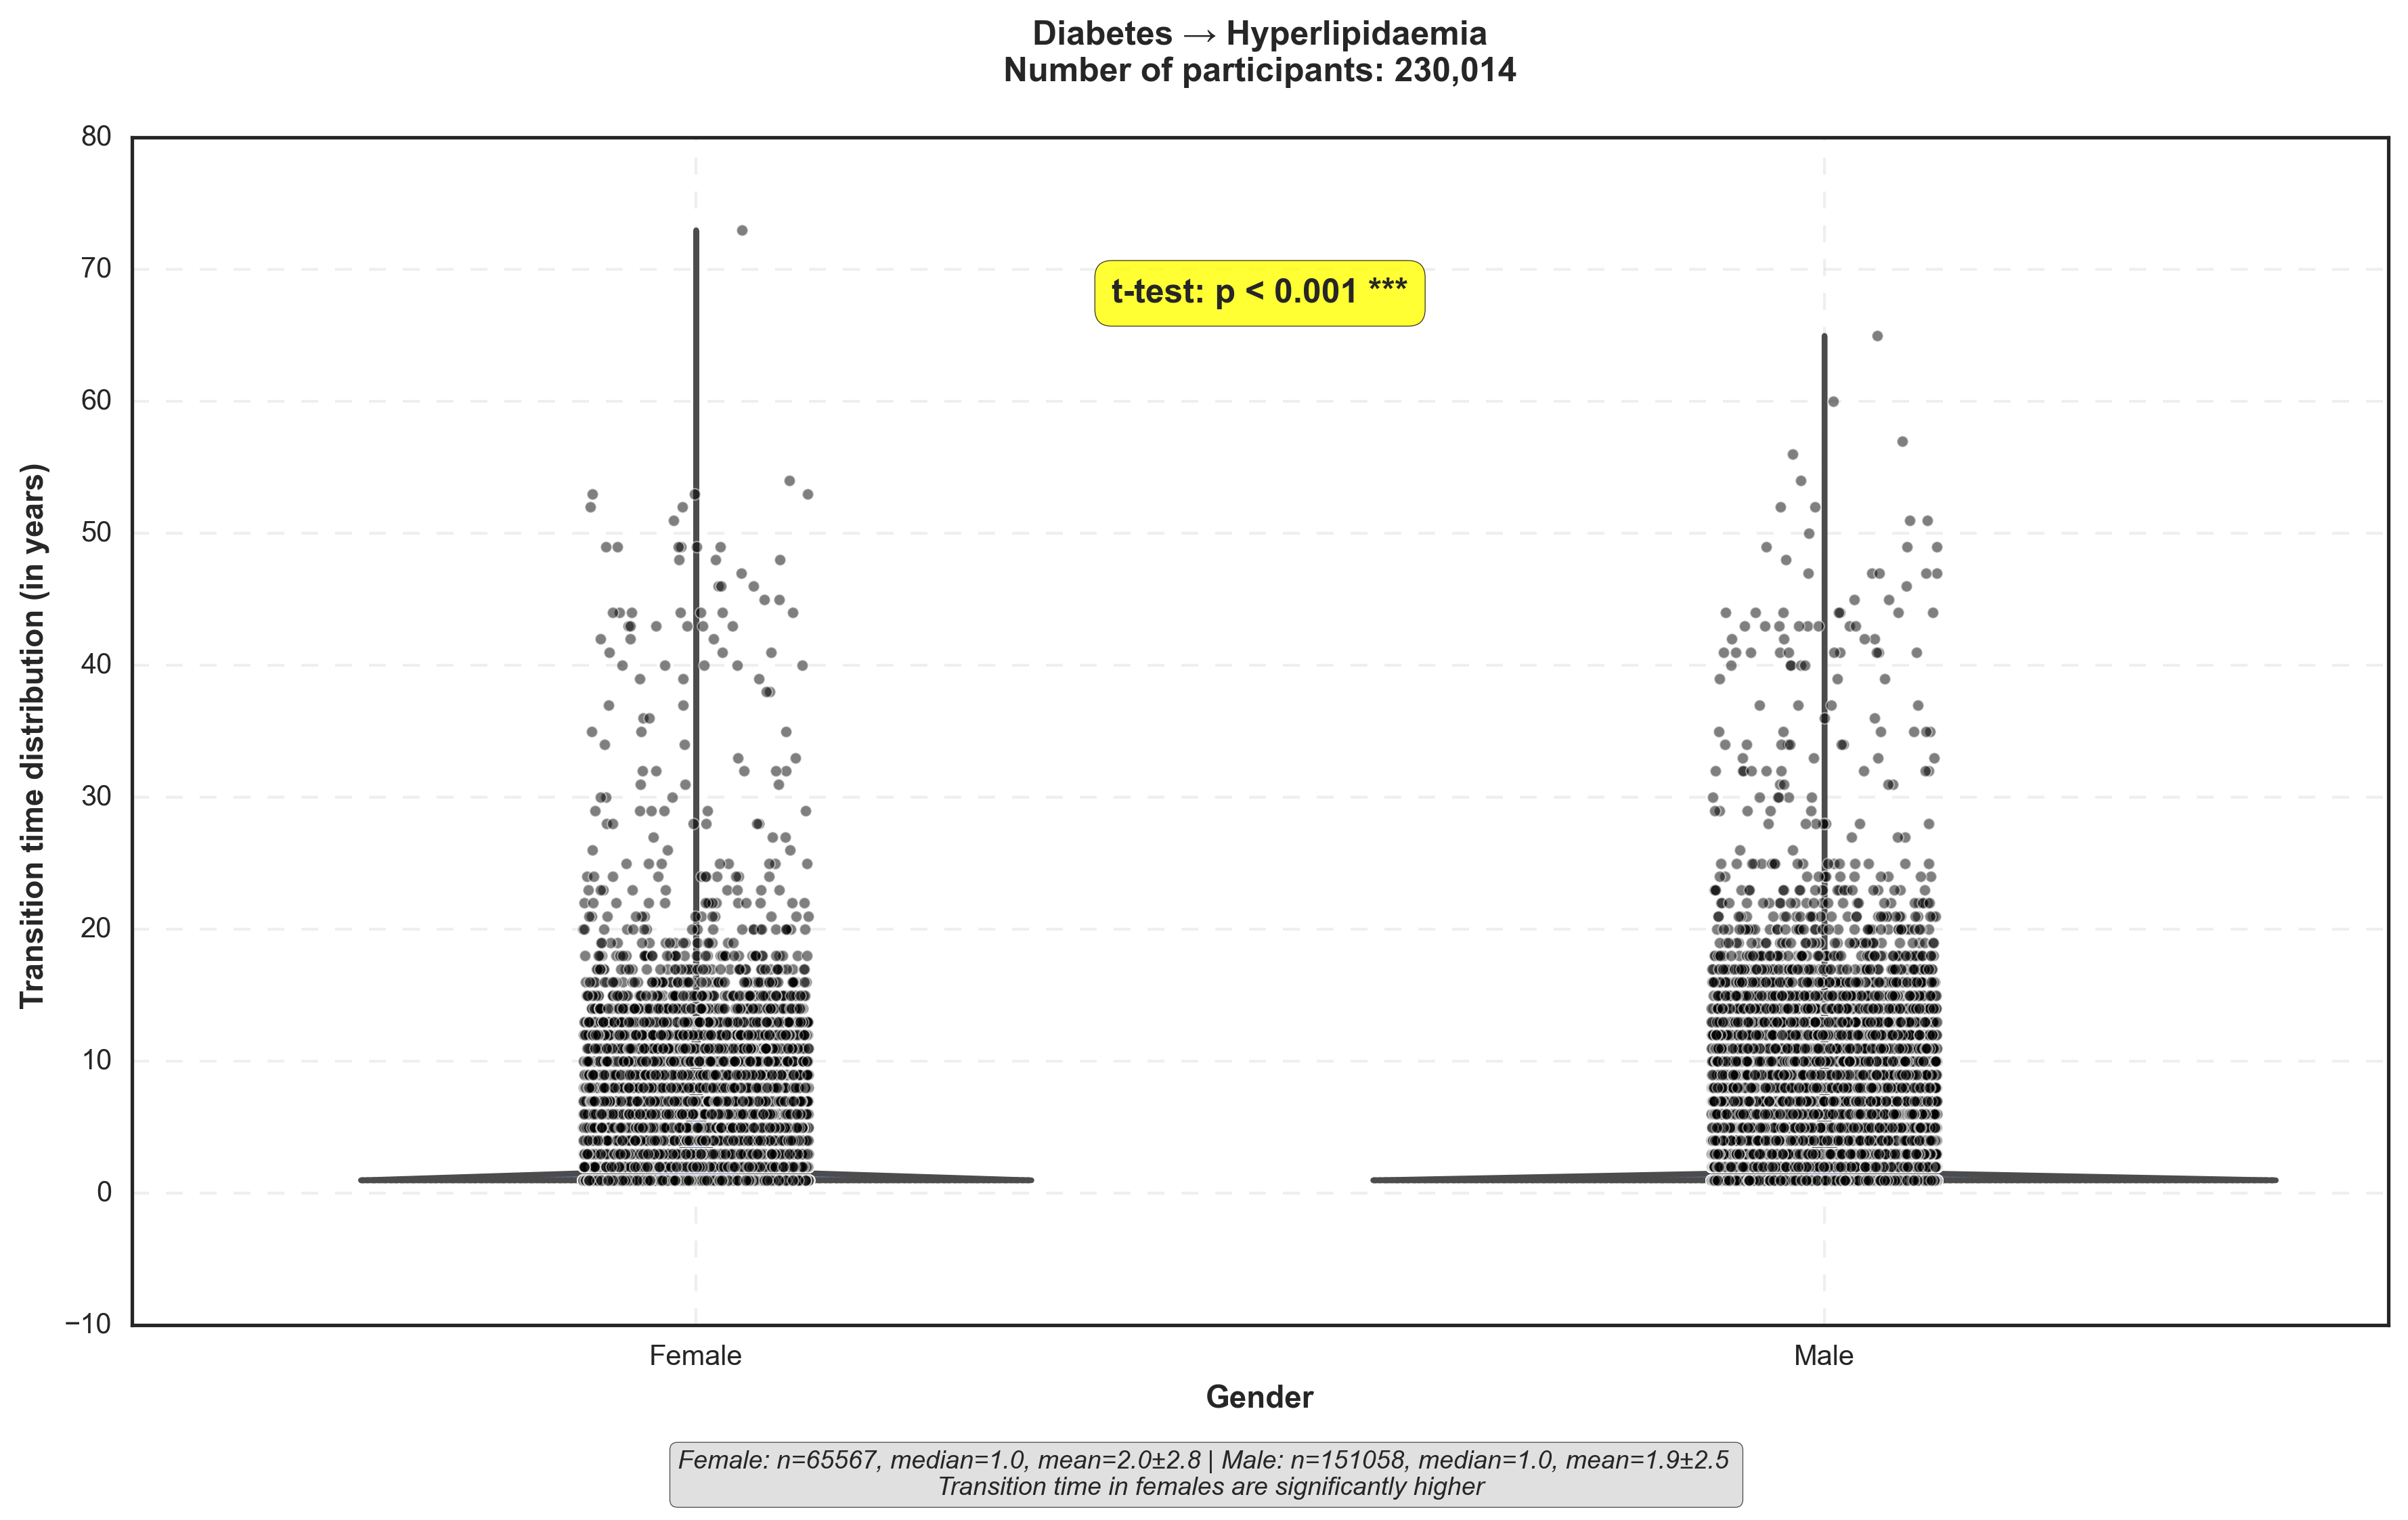 Diabetes → Hyperlipidaemia
Number of participants: 230,014
80
70
60
50
40
30
20
10
0
−10
Transition time distribution (in years)
t-test: p < 0.001 ***
Female
Male
Gender
Female: n=65567, median=1.0, mean=2.0±2.8 | Male: n=151058, median=1.0, mean=1.9±2.5
Transition time in females are significantly higher